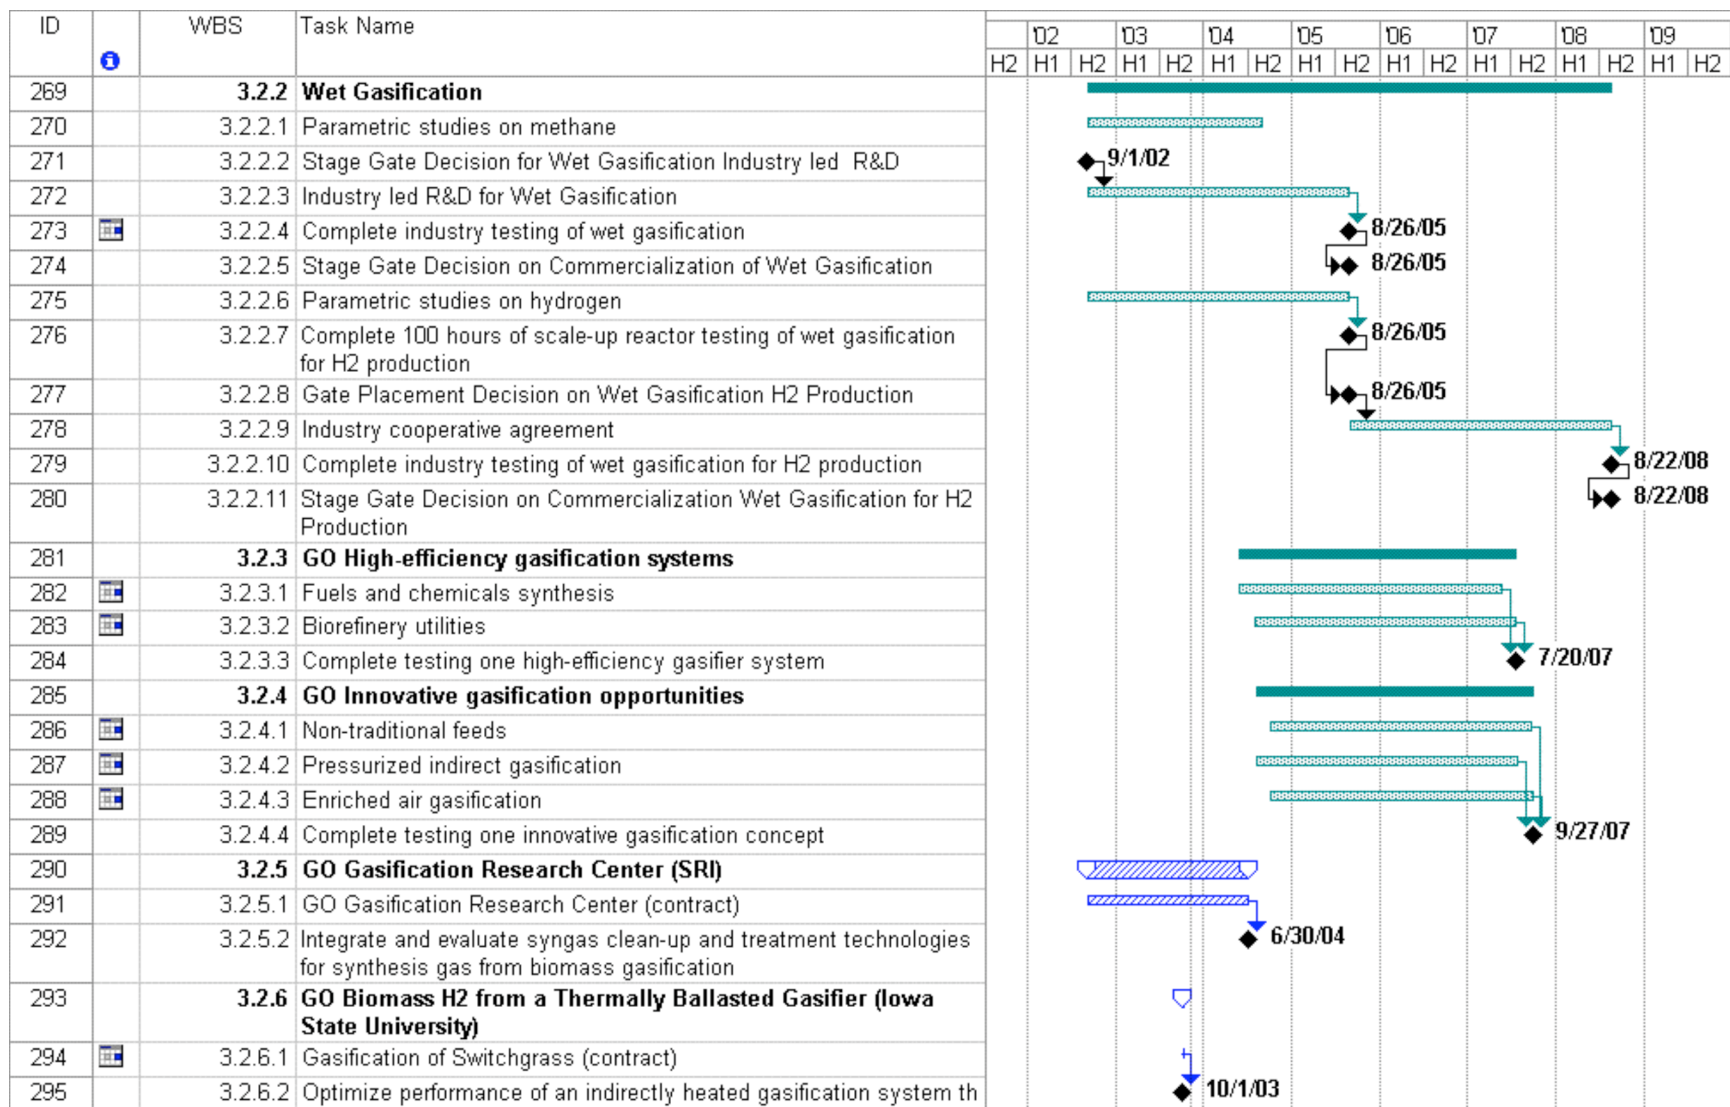 ID WBS Task Name
'02 '03 '04 '05 '06 '07 '08 '09
H2 H1 H2 H1 H2 H1 H2 H1 H2 H1 H2 H1 H2 H1 H2 H1 H2
269 3.2.2 Wet Gasification
270 3.2.2.1 Parametric studies on methane
271 3.2.2.2 Stage Gate Decision for Wet Gasification Industry led R&D 9/1/02
272 3.2.2.3 Industry led R&D for Wet Gasification
273 3.2.2.4 Complete industry testing of wet gasification 8/26/05
274 3.2.2.5 Stage Gate Decision on Commercialization of Wet Gasification 8/26/05
275 3.2.2.6 Parametric studies on hydrogen
276 3.2.2.7 Complete 100 hours of scale-up reactor testing of wet gasification 8/26/05
for H2 production
277 3.2.2.8 Gate Placement Decision on Wet Gasification H2 Production 8/26/05
278 3.2.2.9 Industry cooperative agreement
279 3.2.2.10 Complete industry testing of wet gasification for H2 production 8/22/08
280 3.2.2.11 Stage Gate Decision on Commercialization Wet Gasification for H2 8/22/08
Production
281 3.2.3 GO High-efficiency gasification systems
282 3.2.3.1 Fuels and chemicals synthesis
283 3.2.3.2 Biorefinery utilities
284 3.2.3.3 Complete testing one high-efficiency gasifier system 7/20/07
285 3.2.4 GO Innovative gasification opportunities
286 3.2.4.1 Non-traditional feeds
287 3.2.4.2 Pressurized indirect gasification
288 3.2.4.3 Enriched air gasification
289 3.2.4.4 Complete testing one innovative gasification concept 9/27/07
290 3.2.5 GO Gasification Research Center (SRI)
291 3.2.5.1 GO Gasification Research Center (contract)
292 3.2.5.2 Integrate and evaluate syngas clean-up and treatment technologies 6/30/04
for synthesis gas from biomass gasification
293 3.2.6 GO Biomass H2 from a Thermally Ballasted Gasifier (Iowa
State University)
294 3.2.6.1 Gasification of Switchgrass (contract)
295 3.2.6.2 Optimize performance of an indirectly heated gasification system th 10/1/03